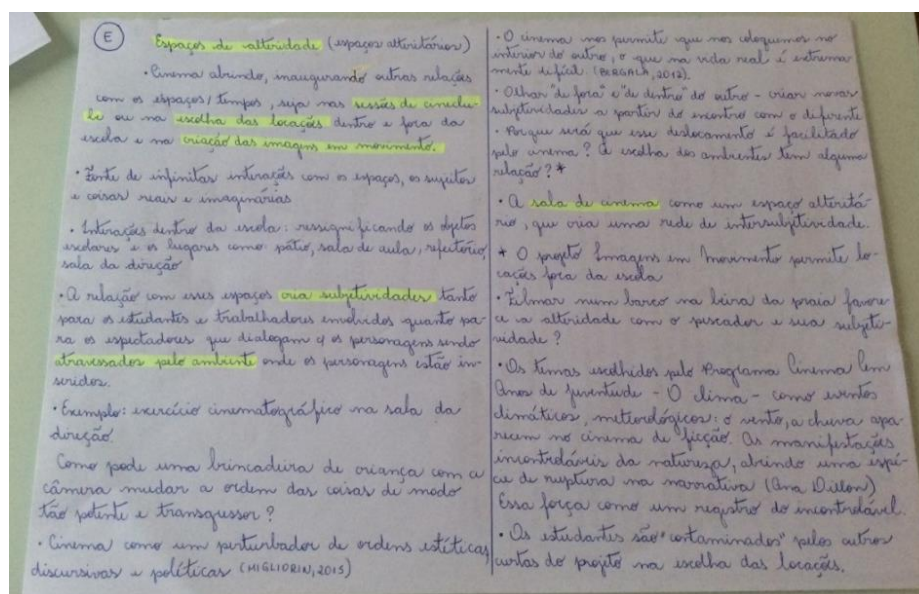 E
Espaços de alteridade (espaços alteritários)
· Cinema abrindo, inaugurando outras relações
com os espaços/tempos, seja nas sessões de cineclu-
be ou na escolha das locações dentro e fora da
escola e na criação das imagens em movimento.
· Fonte de infinitas interações com os espaços, os sujeitos
e coisas reais e imaginárias
· Interações dentro da escola: ressignificando os objetos
escolares e os lugares como pátio, sala de aula, refeitório,
sala da direção
· A relação com esses espaços cria subjetividades tanto
para os estudantes e trabalhadores envolvidos quanto pa-
ra os espectadores que dialogam c/ os personagens sendo
atravessados pelo ambiente onde os personagens estão in-
seridos.
· Exemplo: exercício cinematográfico na sala da
direção.
Como pode uma brincadeira de criança com a
câmera mudar a ordem das coisas de modo
tão potente e transgressor?
· Cinema como um perturbador de ordens estéticas,
discursivas e políticas (MIGLIORIN, 2015)
· O cinema nos permite que nos coloquemos no
interior do outro, o que na vida real é extrema
mente difícil. (BERGALA, 2012).
· Olhar "de fora" e "de dentro" do outro - criar novas
subjetividades a partir do encontro com o diferente
· Por que será que esse deslocamento é facilitado
pelo cinema? A escolha dos ambientes tem alguma
relação? *
· A sala de cinema como um espaço alteritá-
rio, que cria uma rede de intersubjetividade.
* O projeto Imagens em Movimento permite lo-
cações fora da escola
· Filmar num barco na beira da praia favore-
ce a alteridade com o pescador e sua subjeti-
vidade?
· Os temas escolhidos pelo Programa Cinema Cem
Anos de Juventude - O clima - como eventos
climáticos, meteorológicos: o vento, a chuva apa-
recem no cinema de ficção. As manifestações
incontroláveis da natureza, abrindo uma espé-
cie de ruptura na narrativa (Ana Dillon)
Essa força como um registro do incontrolável.
· Os estudantes são "contaminados" pelos outros
curtas do projeto na escolha das locações.